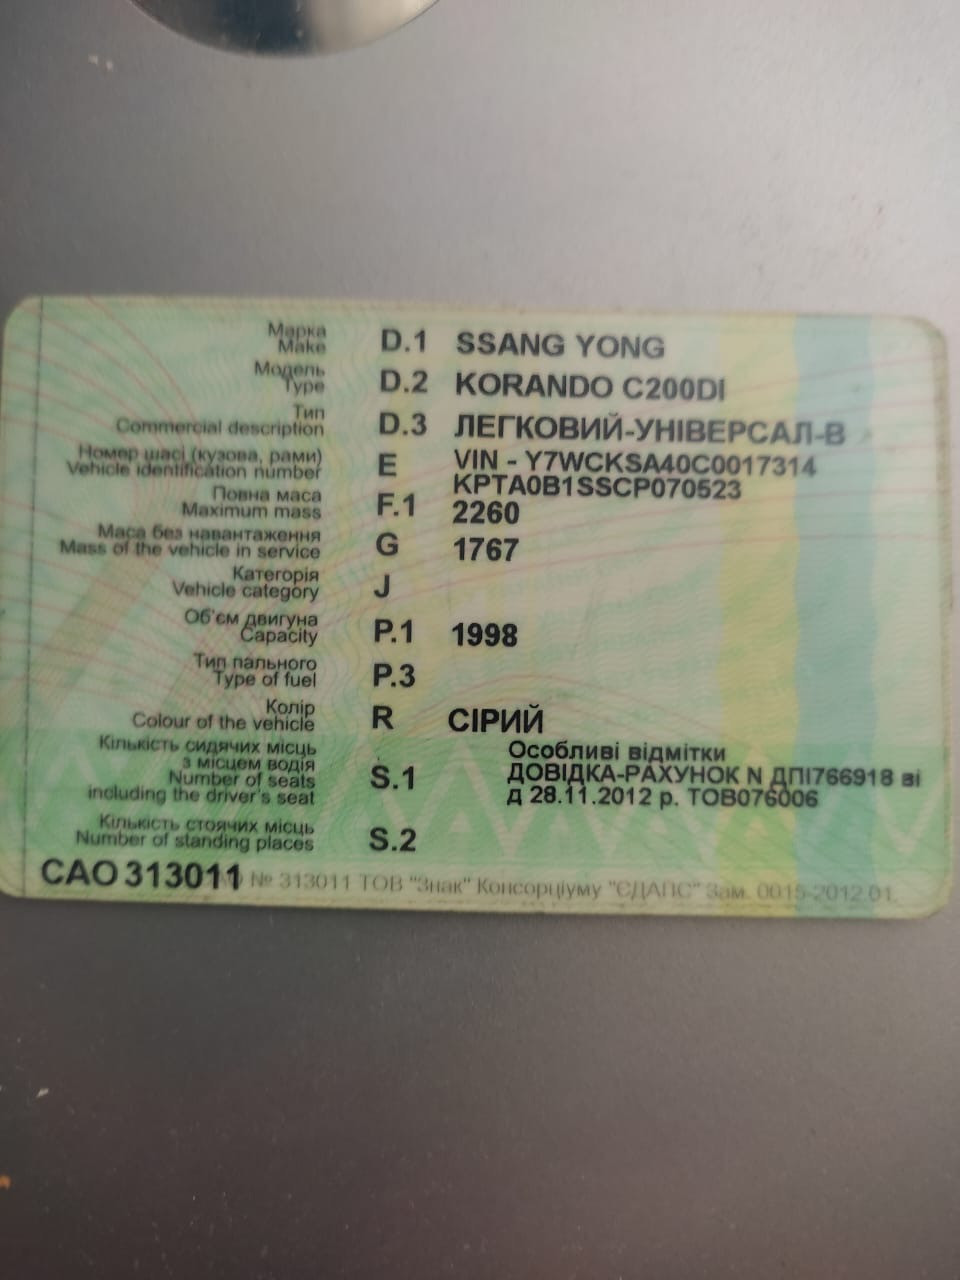 Марка
Make
D.1 SSANG YONG
Модель
Type
D.2 KORANDO C200DI
Тип
Commercial description
D.3 ЛЕГКОВИЙ-УНІВЕРСАЛ-В
Номер шасі (кузова, рами)
Vehicle identification number
E VIN - Y7WCKSA40C0017314
KPTA0B1SSCP070523
Повна маса
Maximum mass
F.1 2260
Маса без навантаження
Mass of the vehicle in service
G 1767
Категорія
Vehicle category
J
Об'єм двигуна
Capacity
P.1 1998
Тип пального
Type of fuel
P.3
Колір
Colour of the vehicle
R СІРИЙ
Кількість сидячих місць
з місцем водія
Number of seats
including the driver's seat
S.1
Особливі відмітки
ДОВІДКА-РАХУНОК N ДПІ766918 ві
д 28.11.2012 р. ТОВ076006
Кількість стоячих місць
Number of standing places
S.2
САО 313011 № 313011 ТОВ "Знак" Консорціуму "ЄДАПС" Зам. 0015-2012.01.